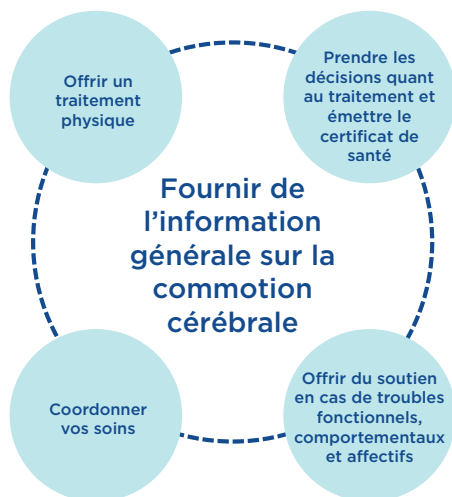 Offrir un
traitement
physique
Prendre les
décisions quant
au traitement et
émettre le
certificat de
santé
Fournir de
l’information
générale sur la
commotion
cérébrale
Coordonner
vos soins
Offrir du soutien
en cas de troubles
fonctionnels,
comportementaux
et affectifs